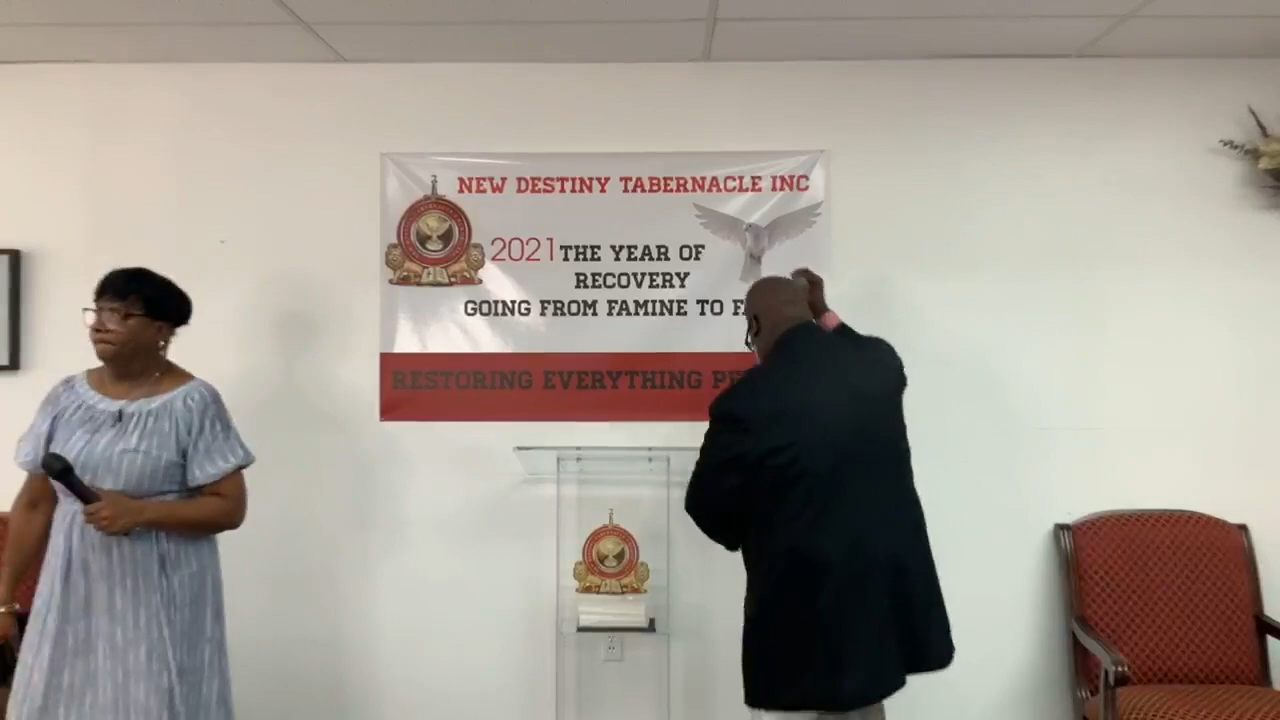 NEW DESTINY TABERNACLE INC
2021 THE YEAR OF
RECOVERY
GOING FROM FAMINE TO
RESTORING EVERYTHING